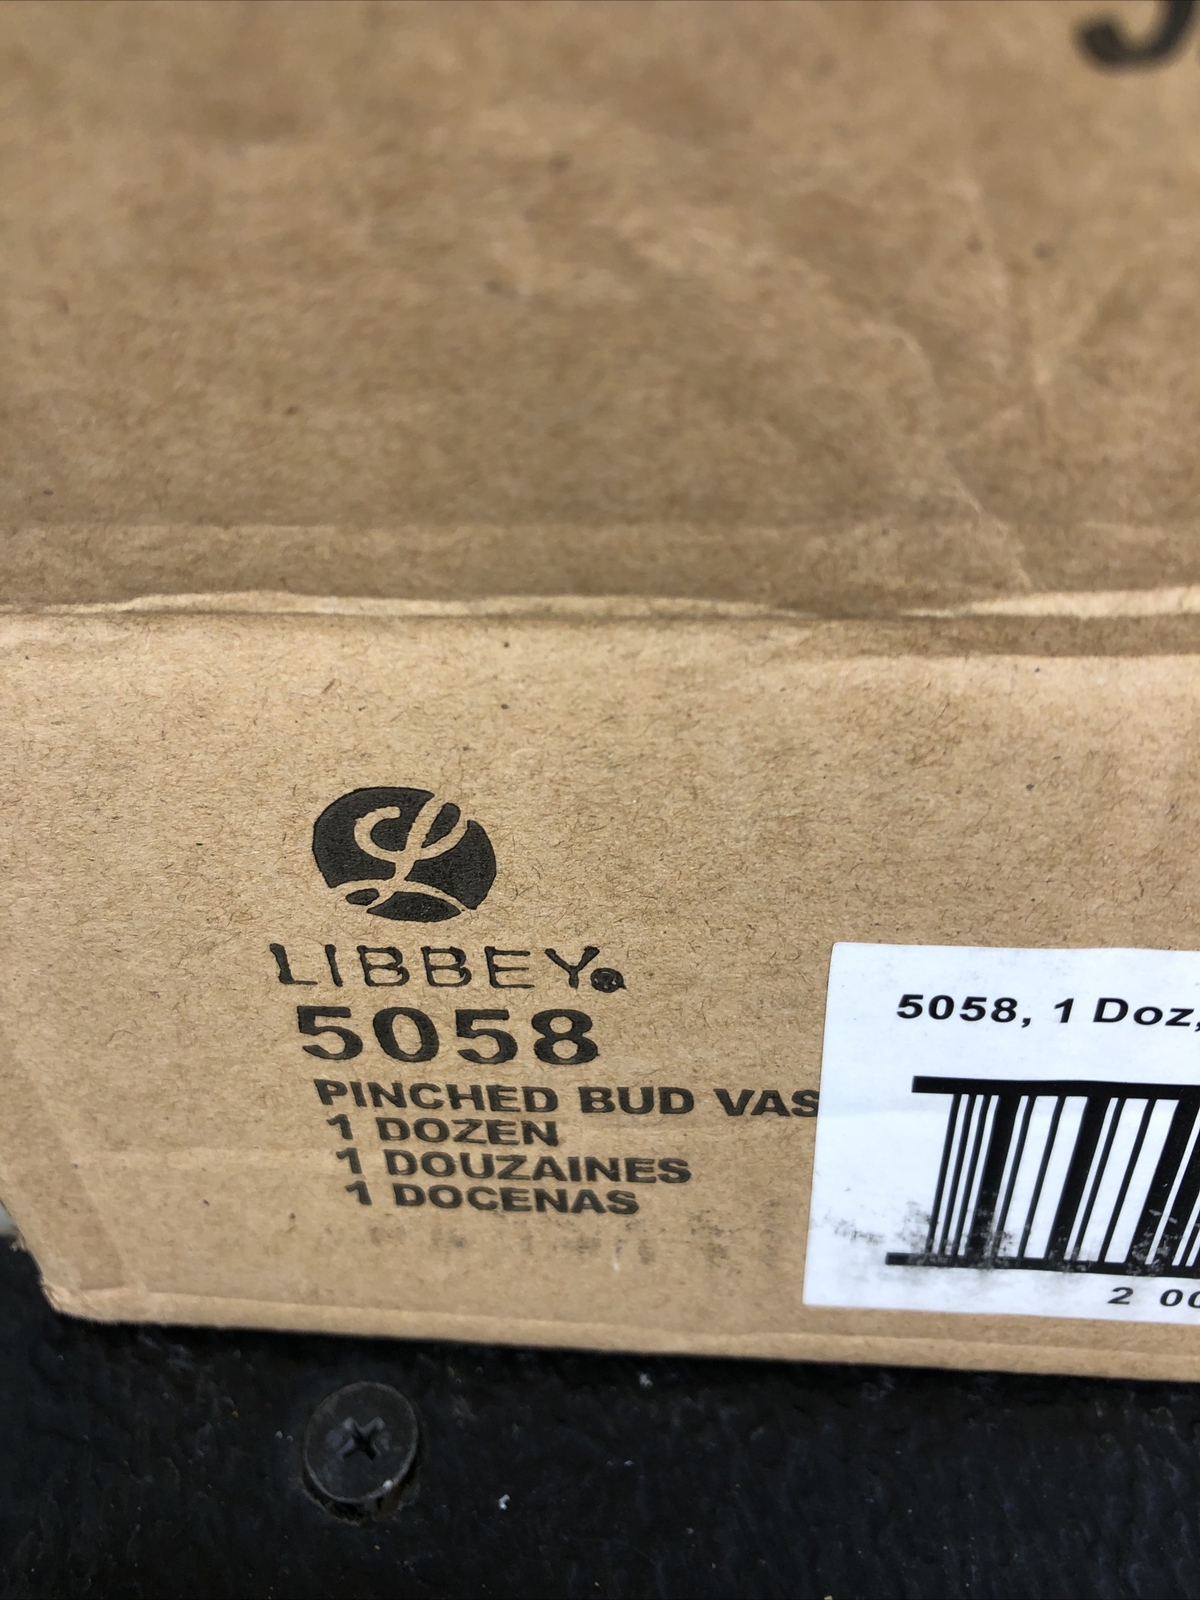 LIBBEY®
5058
PINCHED BUD VAS
1 DOZEN
1 DOUZAINES
1 DOCENAS
5058, 1 Doz,
2 00